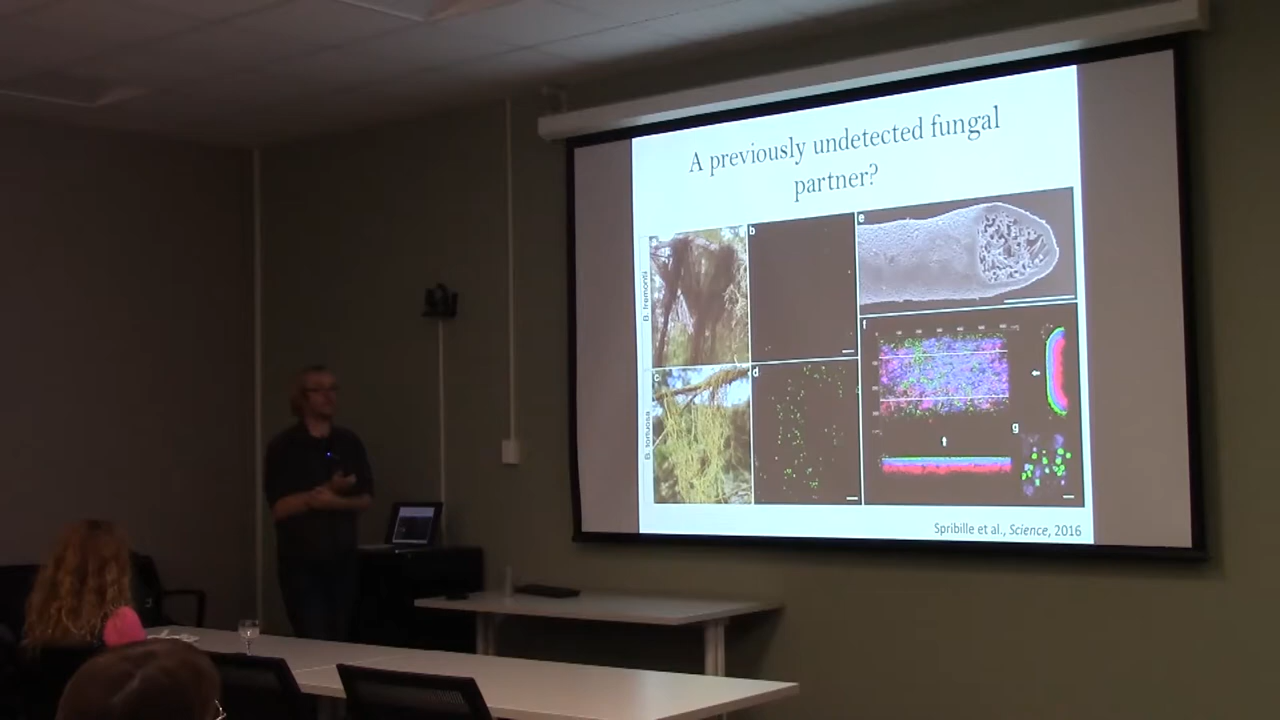 A previously undetected fungal
partner?
B. fremontii
b
e
c
d
f
g
B. tortuosa
Spribille et al., Science, 2016